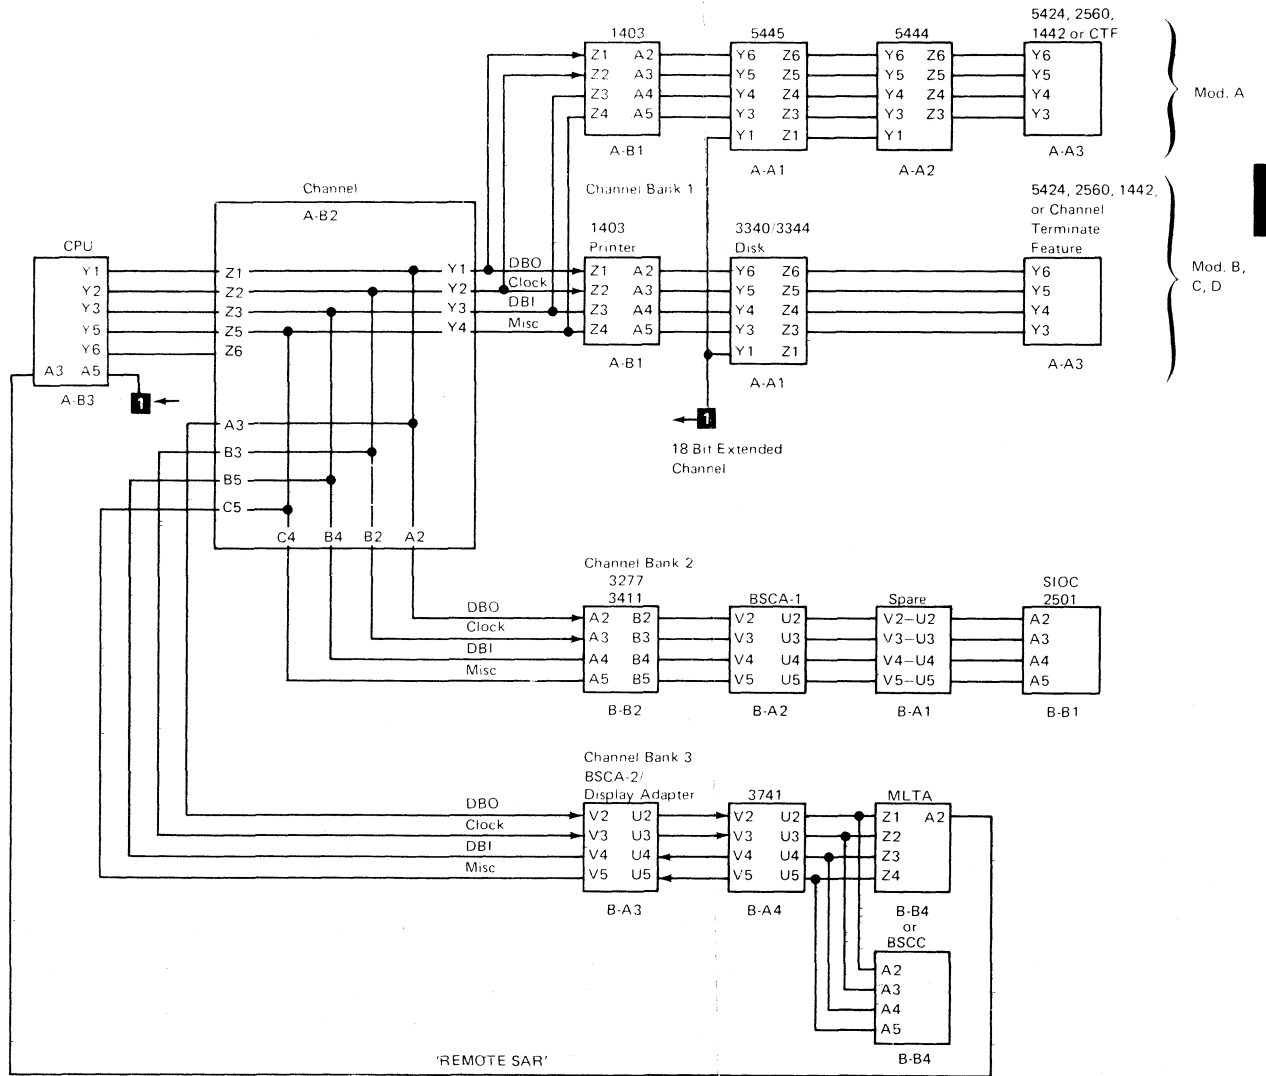 5424, 2560,
1403 5445 5444 1442 or CTF
Z1 A2 Y6 Z6 Y6 Z6 Y6
Z2 A3 Y5 Z5 Y5 Z5 Y5
Z3 A4 Y4 Z4 Y4 Z4 Y4
Z4 A5 Y3 Z3 Y3 Z3 Y3
Y1 Z1 Y1
Mod. A
A-B1 A-A1 A-A2 A-A3
Channel
A-B2
Channel Bank 1
5424, 2560, 1442,
or Channel
Terminate
Feature
1403
Printer
3340/3344
Disk
CPU
Y1 Z1 Y1 DBO Z1 A2 Y6 Z6 Y6
Y2 Z2 Y2 Clock Z2 A3 Y5 Z5 Y5
Y3 Z3 Y3 DBI Z3 A4 Y4 Z4 Y4
Y5 Z5 Y4 Misc Z4 A5 Y3 Z3 Y3
Y6 Z6 Y1 Z1
Mod. B,
C, D
A3 A5
A-B3
1
A-B1 A-A1 A-A3
1
18 Bit Extended
Channel
A3
B3
B5
C5
C4 B4 B2 A2
Channel Bank 2
3277
3411 BSCA-1 Spare
SIOC
2501
DBO A2 B2 V2 U2 V2–U2 A2
Clock A3 B3 V3 U3 V3–U3 A3
DBI A4 B4 V4 U4 V4–U4 A4
Misc A5 B5 V5 U5 V5–U5 A5
B-B2 B-A2 B-A1 B-B1
Channel Bank 3
BSCA-2/
Display Adapter 3741 MLTA
DBO V2 U2 V2 U2 Z1 A2
Clock V3 U3 V3 U3 Z2
DBI V4 U4 V4 U4 Z3
Misc V5 U5 V5 U5 Z4
B-A3 B-A4 B-B4
or
BSCC
A2
A3
A4
A5
B-B4
'REMOTE SAR'